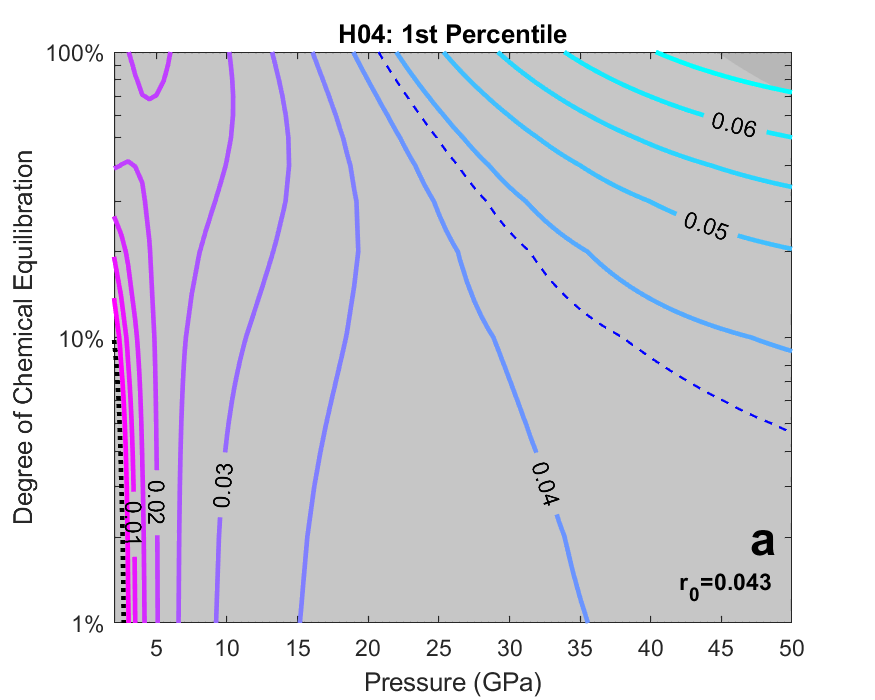 H04: 1st Percentile
100%
10%
1%
Degree of Chemical Equilibration
0.06
0.05
0.04
0.03
0.02
0.01
a
r0=0.043
5 10 15 20 25 30 35 40 45 50
Pressure (GPa)